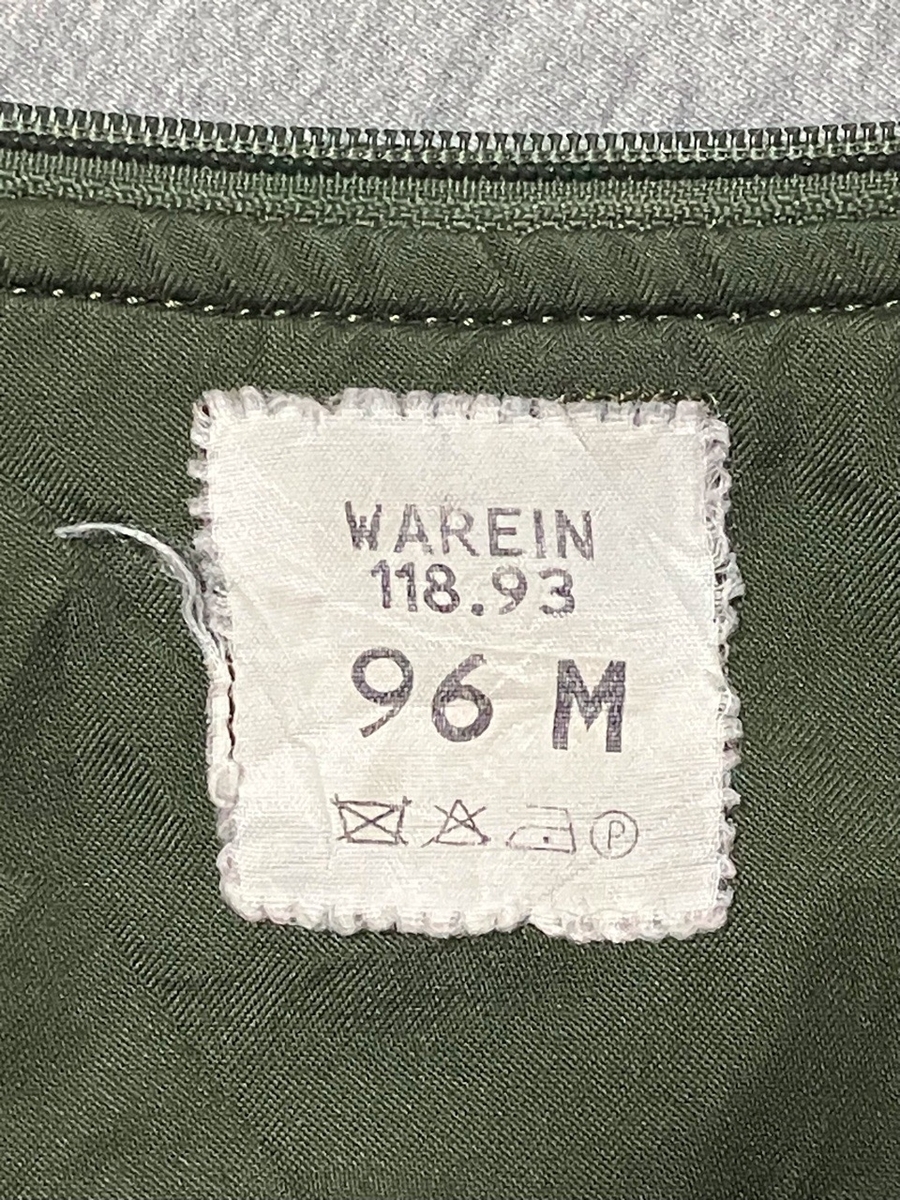 WAREIN
118.93
96 M
P